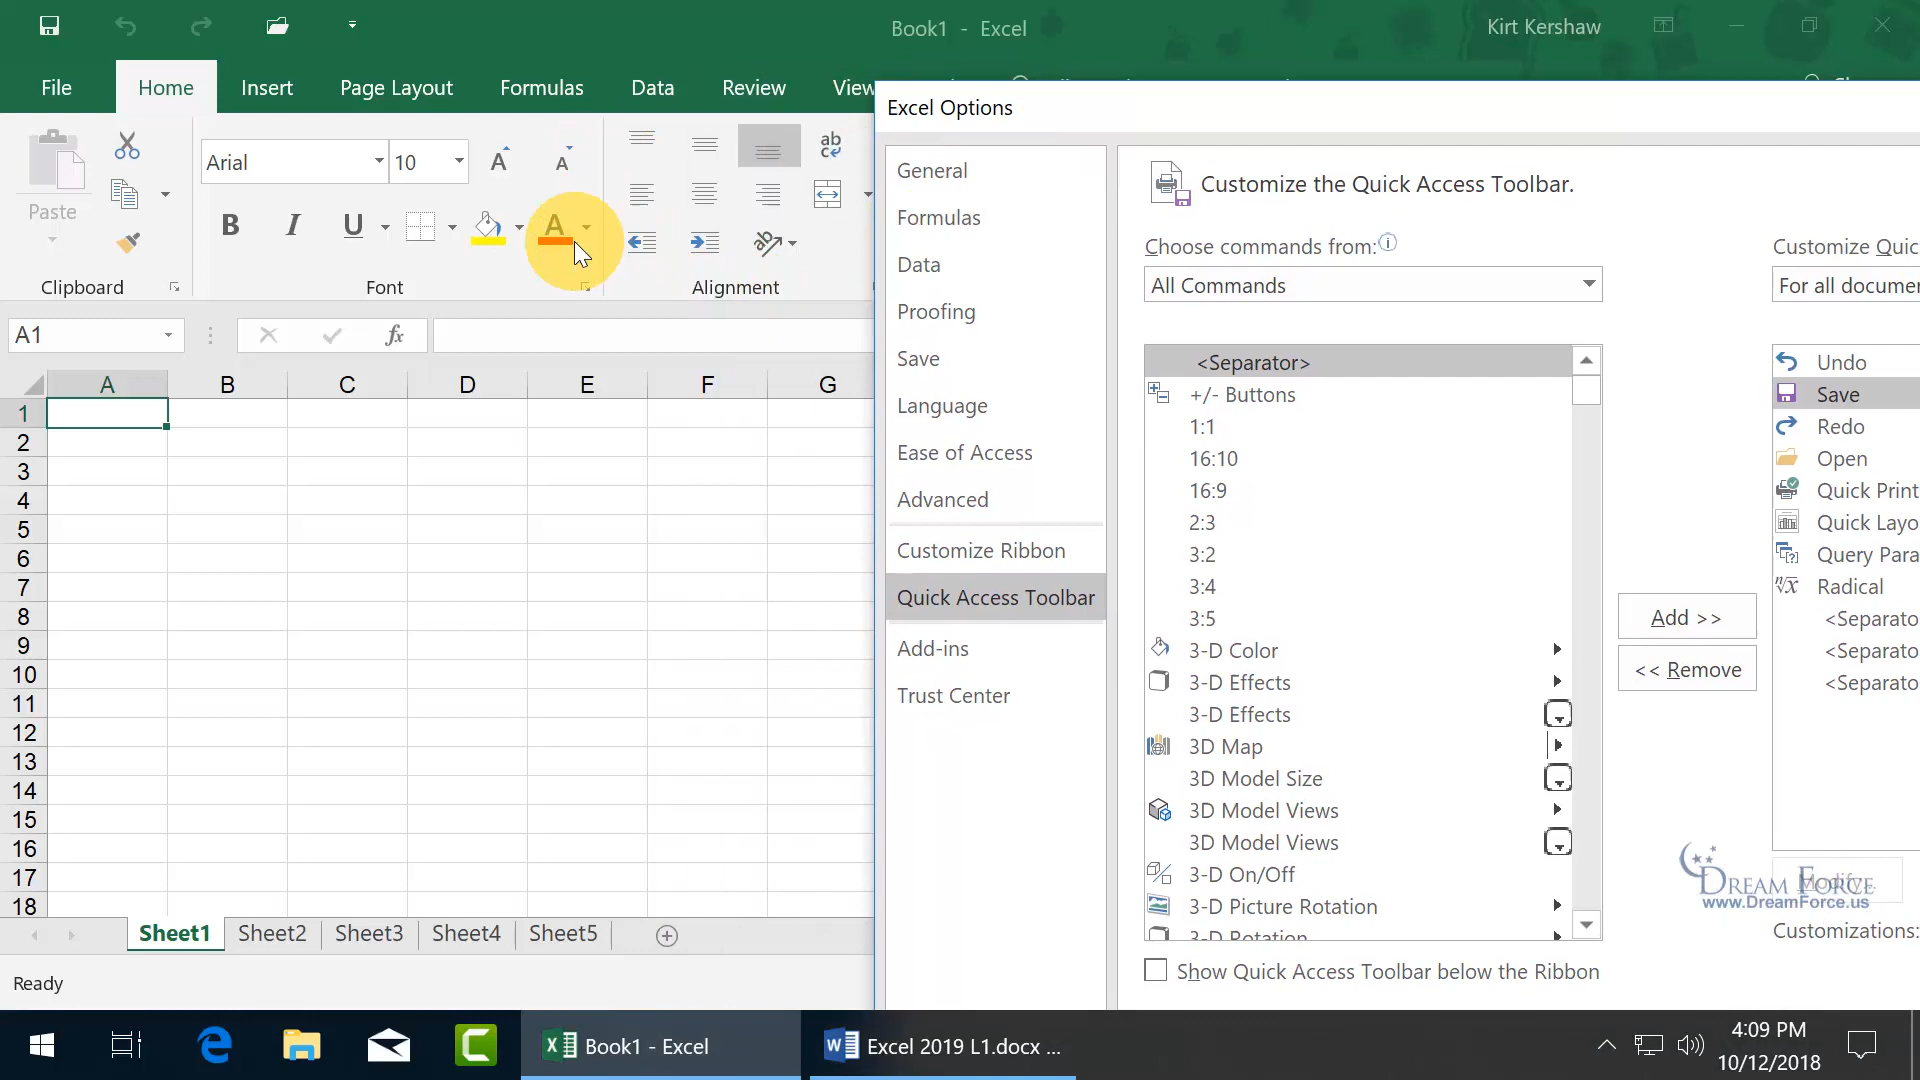 Book1 - Excel
Kirt Kershaw
File Home Insert Page Layout Formulas Data Review View
Excel Options
Arial 10
Paste
B I U A
Clipboard Font Alignment
A1 fx
A B C D E F G
1
2
3
4
5
6
7
8
9
10
11
12
13
14
15
16
17
18
Sheet1 Sheet2 Sheet3 Sheet4 Sheet5
Ready
General
Formulas
Data
Proofing
Save
Language
Ease of Access
Advanced
Customize Ribbon
Quick Access Toolbar
Add-ins
Trust Center
Customize the Quick Access Toolbar.
Choose commands from:
All Commands
<Separator>
+/- Buttons
1:1
16:10
16:9
2:3
3:2
3:4
3:5
3-D Color
3-D Effects
3-D Effects
3D Map
3D Model Size
3D Model Views
3D Model Views
3-D On/Off
3-D Picture Rotation
3-D Rotation
Show Quick Access Toolbar below the Ribbon
Add >>
<< Remove
Customize Quic
For all documen
Undo
Save
Redo
Open
Quick Print
Quick Layo
Query Para
Radical
<Separato
<Separato
<Separato
Modify...
DREAM FORCE
www.DreamForce.us
Customizations:
Book1 - Excel
Excel 2019 L1.docx ...
4:09 PM
10/12/2018